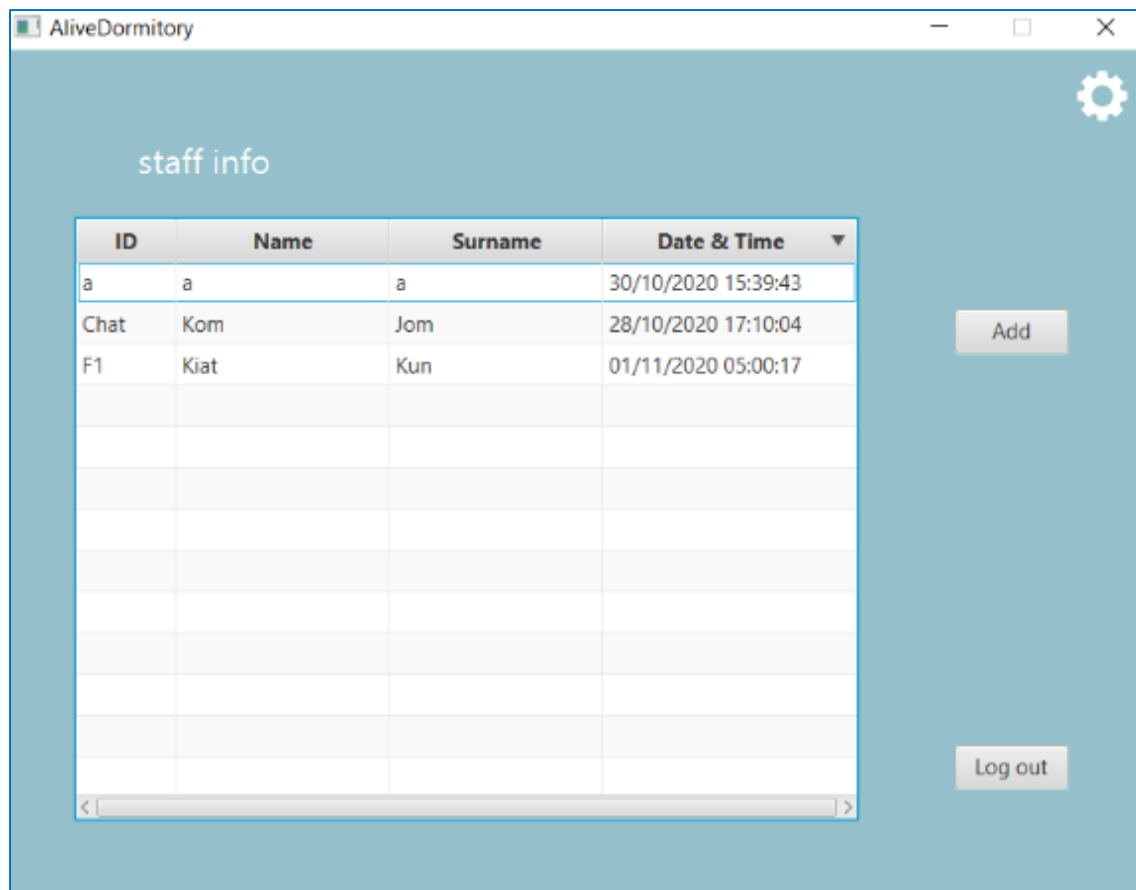 AliveDormitory
staff info
ID Name Surname Date & Time
a a a 30/10/2020 15:39:43
Chat Kom Jom 28/10/2020 17:10:04
F1 Kiat Kun 01/11/2020 05:00:17
Add
Log out